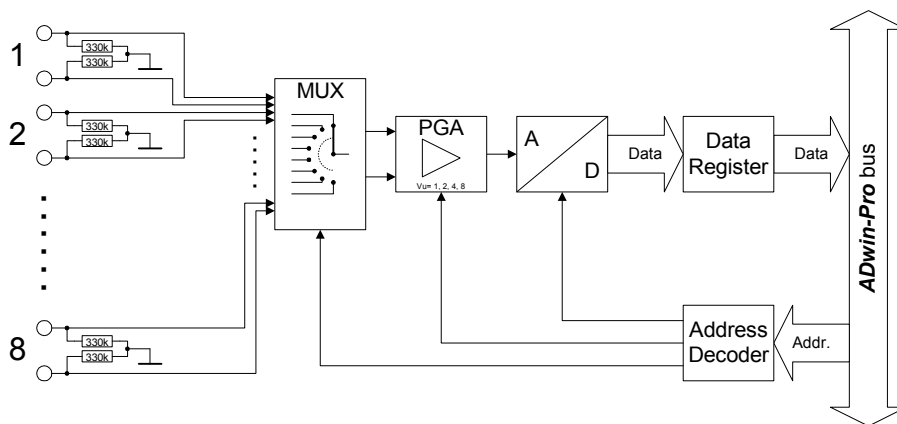 1
330k
330k
2
330k
330k
8
330k
330k
MUX
PGA
Vu= 1, 2, 4, 8
A
D
Data
Data
Register
Data
Address
Decoder
Addr.
ADwin-Pro bus